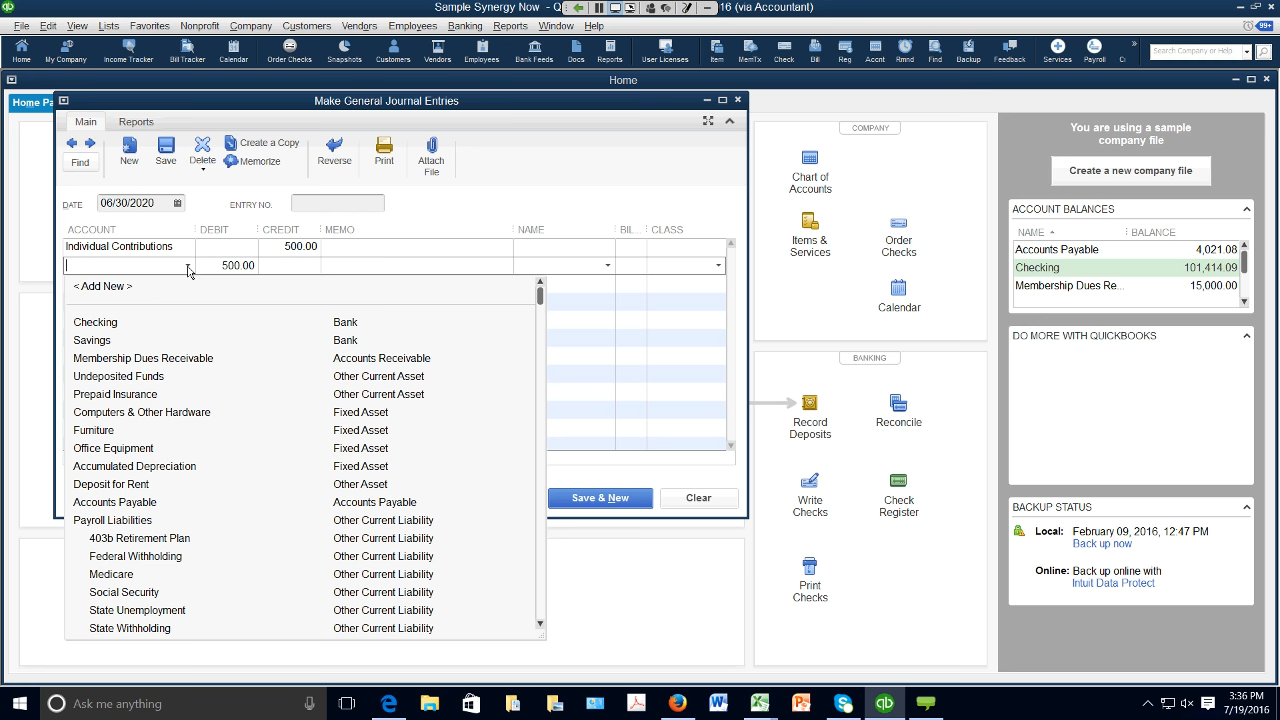 Sample Synergy Now - Q
16 (via Accountant)
File Edit View Lists Favorites Nonprofit Company Customers Vendors Employees Banking Reports Window Help
99+
Home My Company Income Tracker Bill Tracker Calendar Order Checks Snapshots Customers Vendors Employees Bank Feeds Docs Reports User Licenses Item MemTx Check Bill Reg Accnt Rmnd Find Backup Feedback Services Payroll
Search Company or Help
Home
Home Pa
Make General Journal Entries
Main Reports
Find
New
Save
Delete
Create a Copy
Memorize
Reverse
Print
Attach
File
DATE 06/30/2020
ENTRY NO.
ACCOUNT DEBIT CREDIT MEMO NAME BIL... CLASS
Individual Contributions 500.00
500.00
< Add New >
Checking Bank
Savings Bank
Membership Dues Receivable Accounts Receivable
Undeposited Funds Other Current Asset
Prepaid Insurance Other Current Asset
Computers & Other Hardware Fixed Asset
Furniture Fixed Asset
Office Equipment Fixed Asset
Accumulated Depreciation Fixed Asset
Deposit for Rent Other Asset
Accounts Payable Accounts Payable
Payroll Liabilities Other Current Liability
403b Retirement Plan Other Current Liability
Federal Withholding Other Current Liability
Medicare Other Current Liability
Social Security Other Current Liability
State Unemployment Other Current Liability
State Withholding Other Current Liability
Save & New
Clear
COMPANY
Chart of
Accounts
Items &
Services
Order
Checks
Calendar
BANKING
Record
Deposits
Reconcile
Write
Checks
Check
Register
Print
Checks
You are using a sample
company file
Create a new company file
ACCOUNT BALANCES
NAME BALANCE
Accounts Payable 4,021.08
Checking 101,414.09
Membership Dues Re... 15,000.00
DO MORE WITH QUICKBOOKS
BACKUP STATUS
Local: February 09, 2016, 12:47 PM
Back up now
Online: Back up online with
Intuit Data Protect
Ask me anything
3:36 PM
7/19/2016